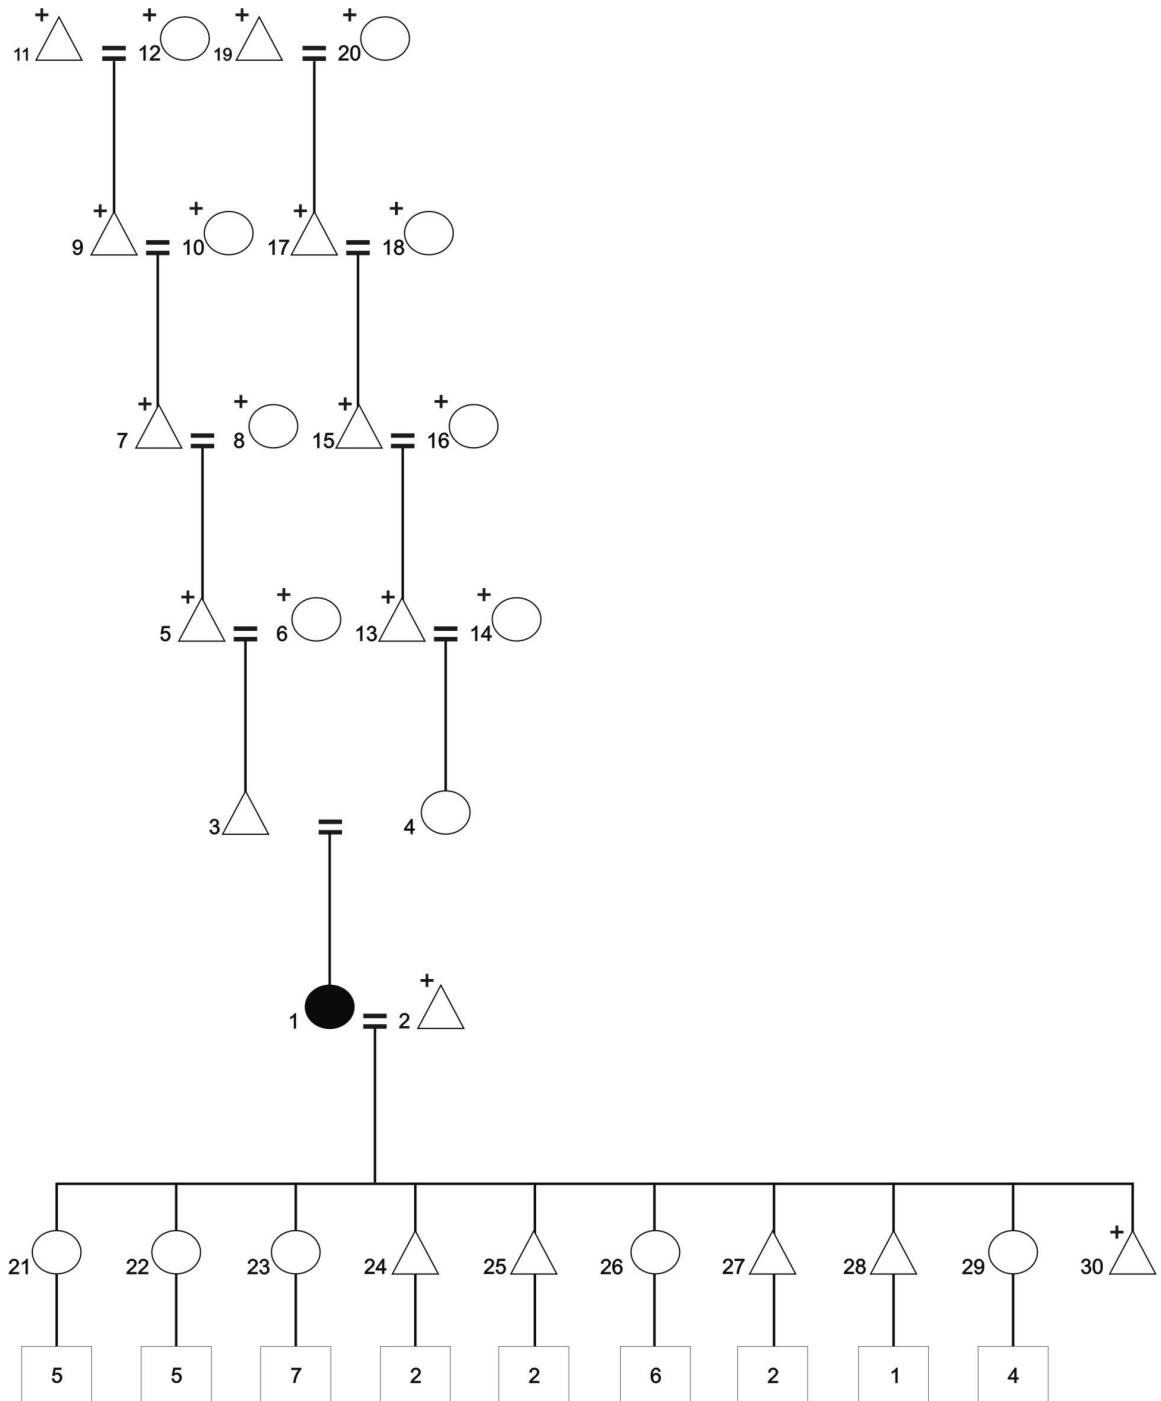 + + + +
11 = 12 19 = 20
+ + + +
9 = 10 17 = 18
+ + + +
7 = 8 15 = 16
+ + + +
5 = 6 13 = 14
3 = 4
+
1 = 2
+
21 22 23 24 25 26 27 28 29 30
5 5 7 2 2 6 2 1 4